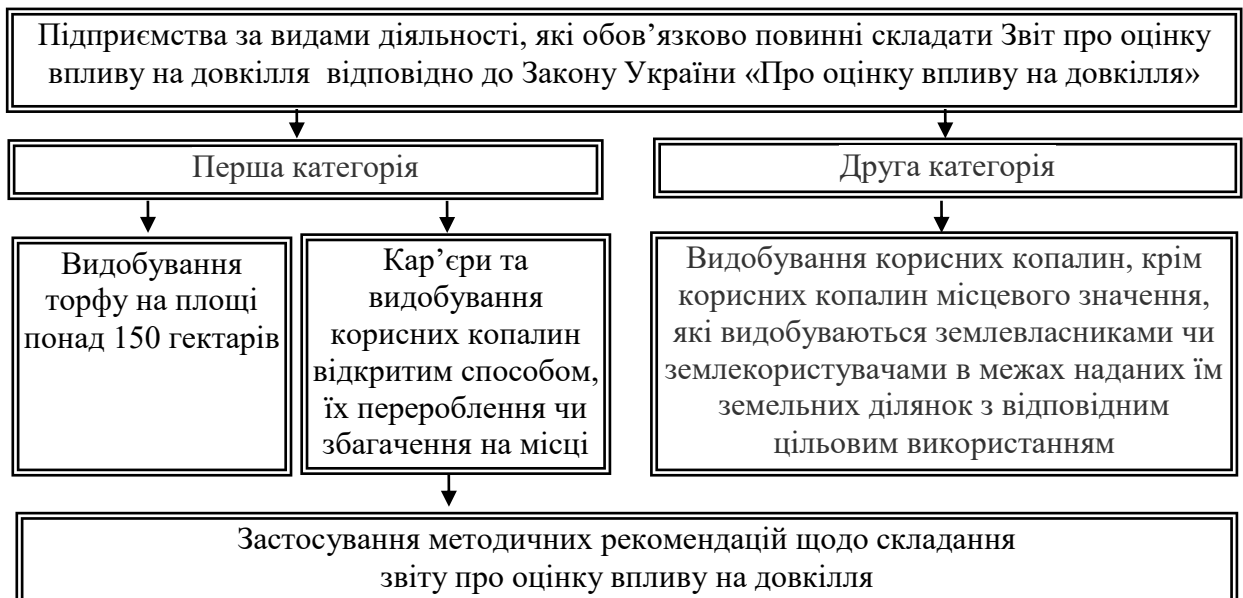 Підприємства за видами діяльності, які обов’язково повинні складати Звіт про оцінку
впливу на довкілля відповідно до Закону України «Про оцінку впливу на довкілля»
Перша категорія
Друга категорія
Видобування
торфу на площі
понад 150 гектарів
Кар’єри та
видобування
корисних копалин
відкритим способом,
їх перероблення чи
збагачення на місці
Видобування корисних копалин, крім
корисних копалин місцевого значення,
які видобуваються землевласниками чи
землекористувачами в межах наданих їм
земельних ділянок з відповідним
цільовим використанням
Застосування методичних рекомендацій щодо складання
звіту про оцінку впливу на довкілля